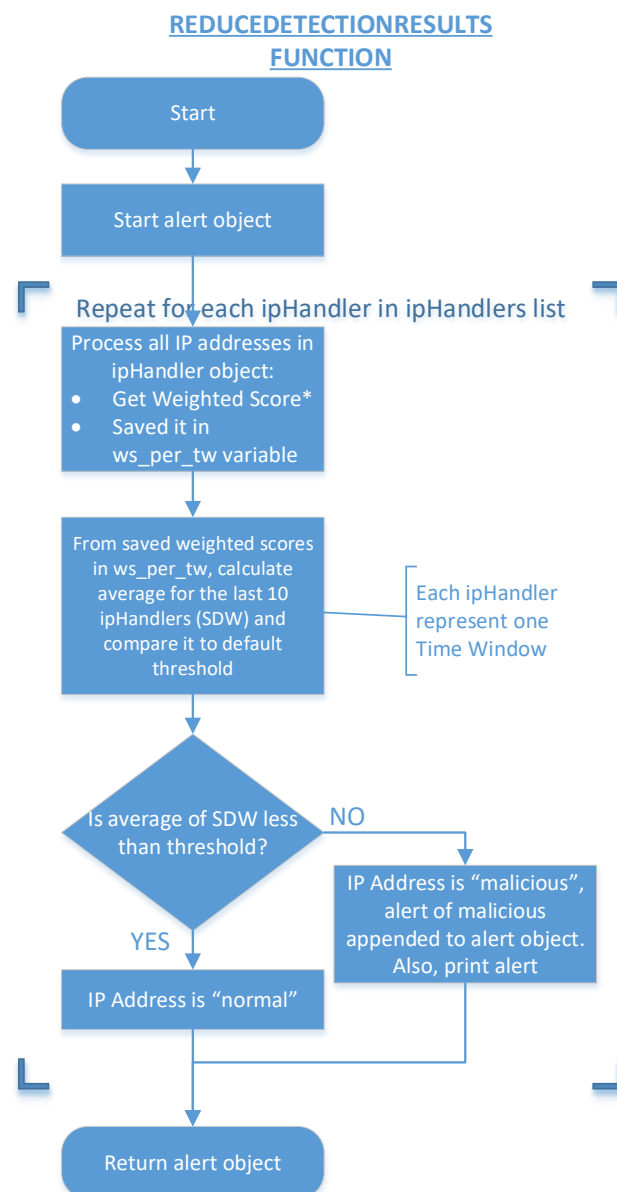 REDUCEDETECTIONRESULTS
FUNCTION
Start
Start alert object
Repeat for each ipHandler in ipHandlers list
Process all IP addresses in
ipHandler object:
• Get Weighted Score*
• Saved it in
ws_per_tw variable
From saved weighted scores
in ws_per_tw, calculate
average for the last 10
ipHandlers (SDW) and
compare it to default
threshold
Each ipHandler
represent one
Time Window
Is average of SDW less
than threshold?
NO
IP Address is “malicious”,
alert of malicious
appended to alert object.
Also, print alert
YES
IP Address is “normal”
Return alert object